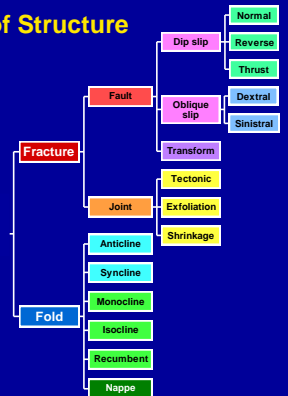 of Structure
Fracture
Fault
Dip slip
Normal
Reverse
Thrust
Oblique
slip
Dextral
Sinistral
Transform
Joint
Tectonic
Exfoliation
Shrinkage
Fold
Anticline
Syncline
Monocline
Isocline
Recumbent
Nappe